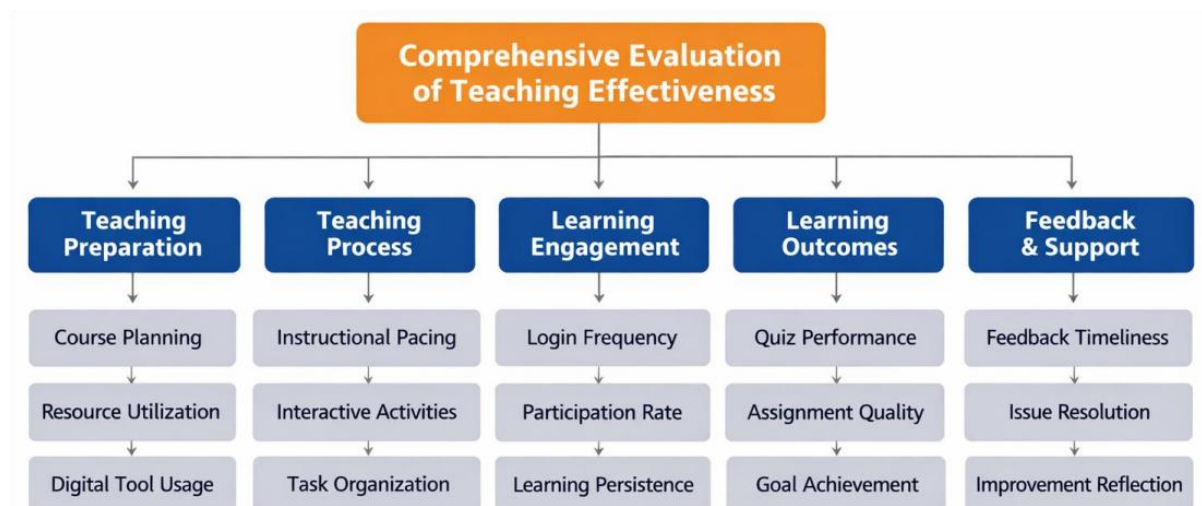 Comprehensive Evaluation
of Teaching Effectiveness
Teaching
Preparation
Teaching
Process
Learning
Engagement
Learning
Outcomes
Feedback
& Support
Course Planning
Instructional Pacing
Login Frequency
Quiz Performance
Feedback Timeliness
Resource Utilization
Interactive Activities
Participation Rate
Assignment Quality
Issue Resolution
Digital Tool Usage
Task Organization
Learning Persistence
Goal Achievement
Improvement Reflection